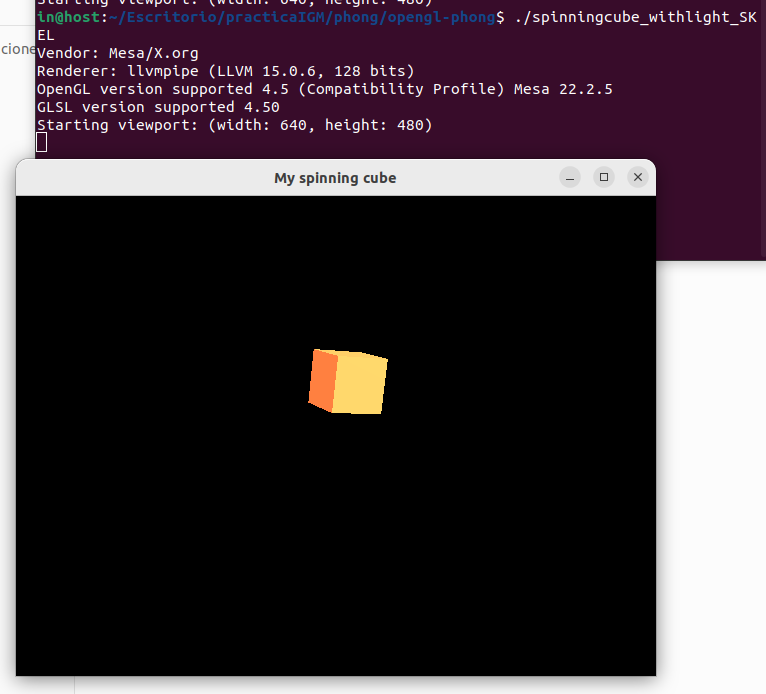 Starting viewport: (width: 640, height: 480)
in@host:~/Escritorio/practicaIGM/phong/opengl-phong$ ./spinningcube_withlight_SK
EL
cione
Vendor: Mesa/X.org
Renderer: llvmpipe (LLVM 15.0.6, 128 bits)
OpenGL version supported 4.5 (Compatibility Profile) Mesa 22.2.5
GLSL version supported 4.50
Starting viewport: (width: 640, height: 480)
My spinning cube